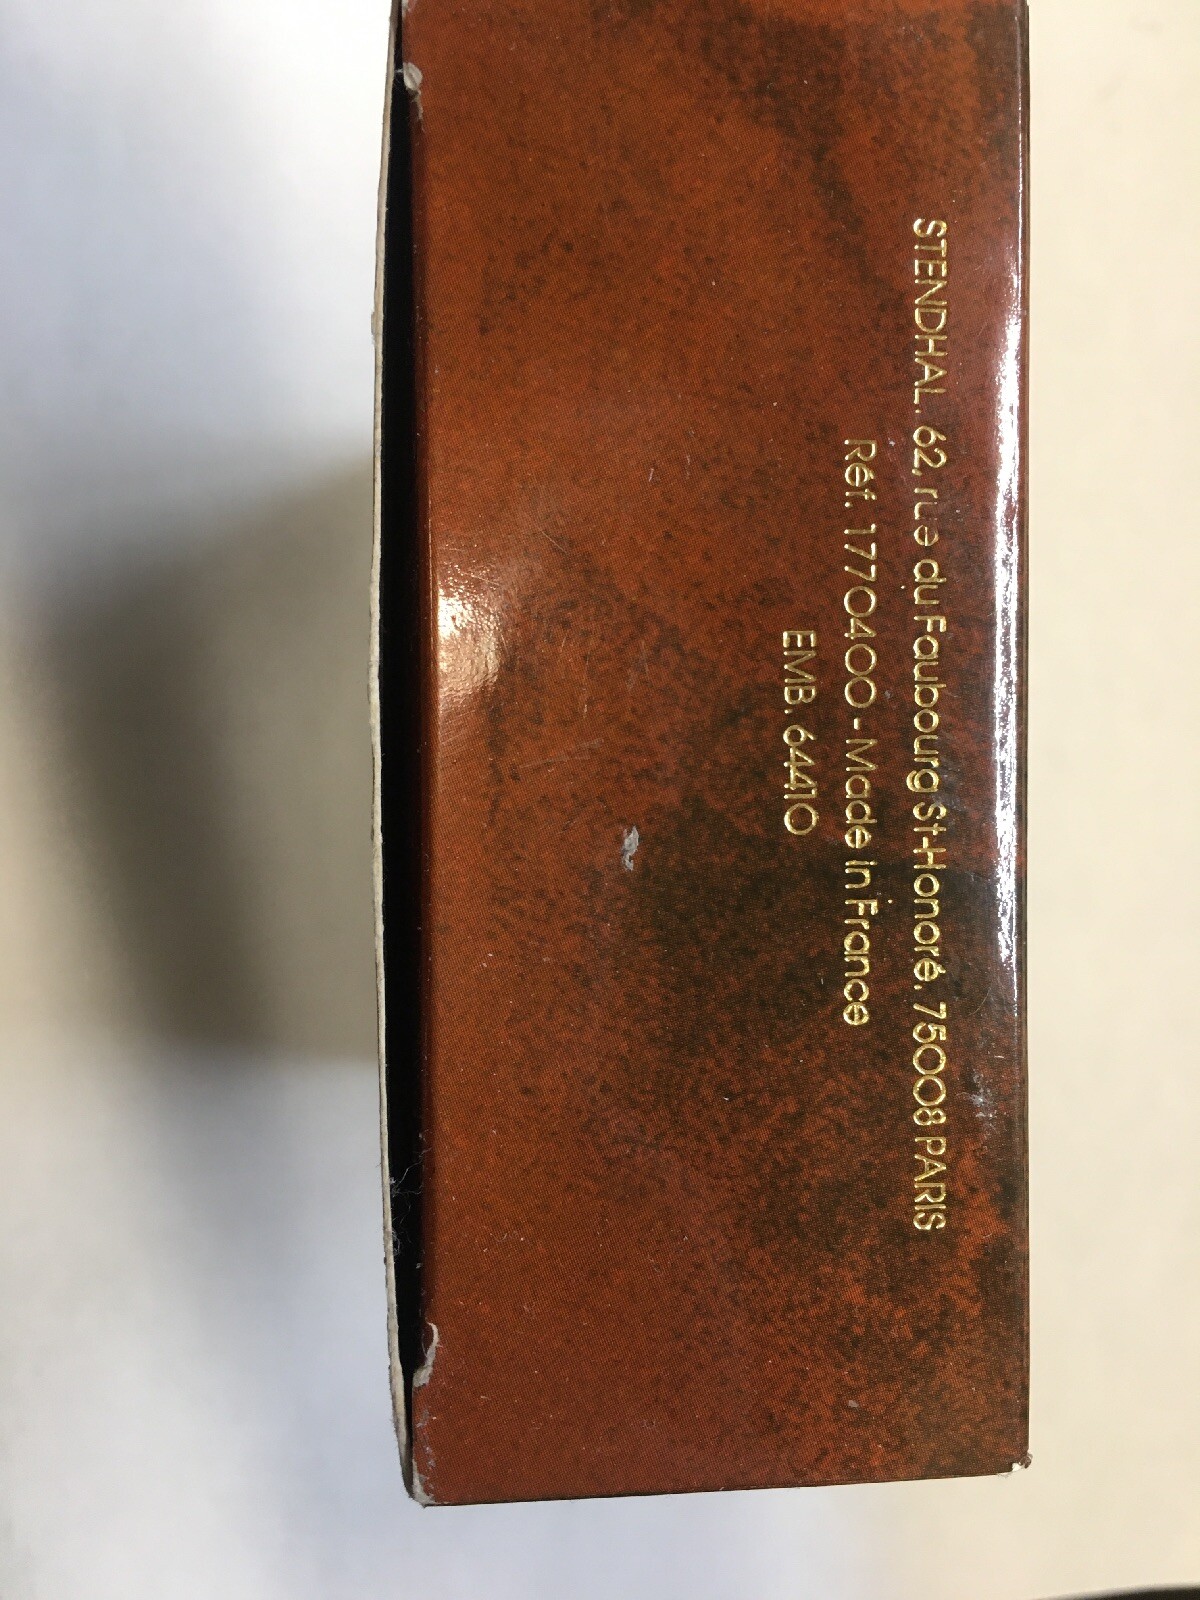 STENDHAL. 62, rue du Faubourg St-Honoré. 75008 PARIS
Réf. 1770400 - Made in France
EMB. 64410